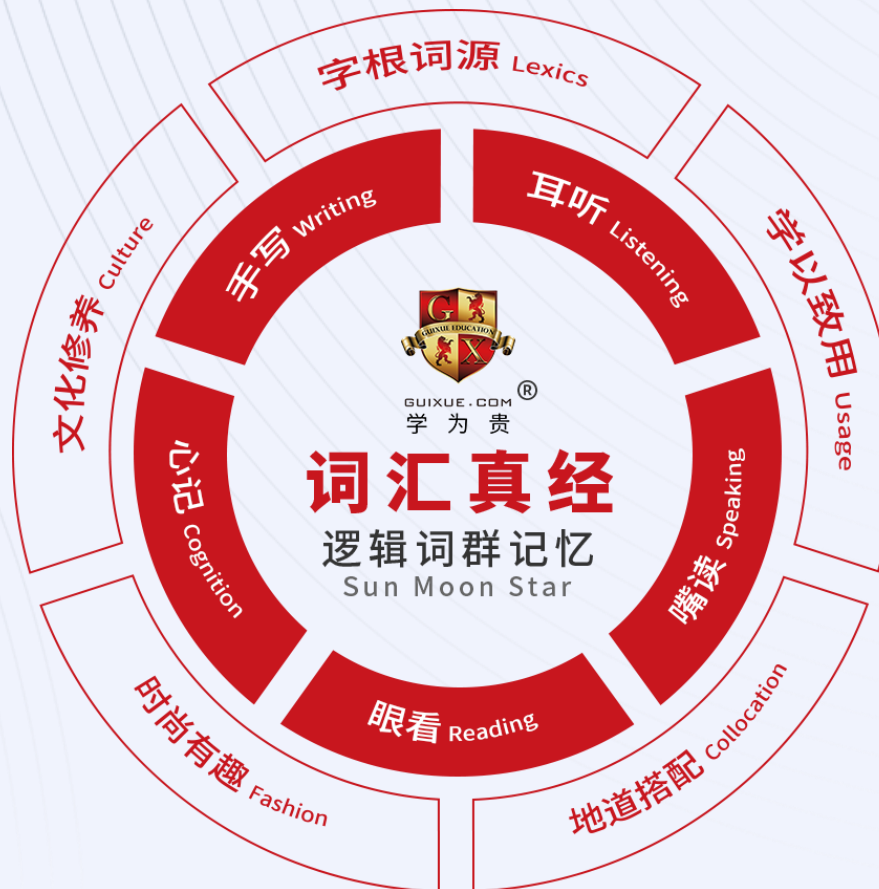 字根词源 Lexics
学以致用 Usage
地道搭配 Collocation
时尚有趣 Fashion
文化修养 Culture
耳听 Listening
嘴读 Speaking
眼看 Reading
心记 Cognition
手写 Writing
G
GUIXUE EDUCATION
X
GUIXUE.COM®
学为贵
词汇真经
逻辑词群记忆
Sun Moon Star